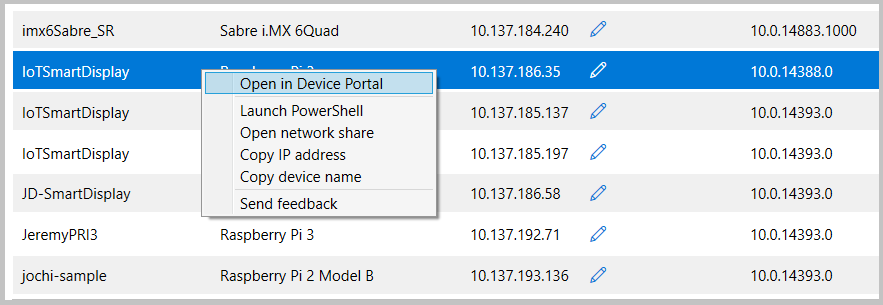 imx6Sabre_SR Sabre i.MX 6Quad 10.137.184.240 10.0.14883.1000
IoTSmartDisplay 10.137.186.35 10.0.14388.0
Open in Device Portal
Launch PowerShell
IoTSmartDisplay 10.137.185.137 10.0.14393.0
Open network share
Copy IP address
IoTSmartDisplay 10.137.185.197 10.0.14393.0
Copy device name
JD-SmartDisplay 10.137.186.58 10.0.14393.0
Send feedback
JeremyPRI3 Raspberry Pi 3 10.137.192.71 10.0.14393.0
jochi-sample Raspberry Pi 2 Model B 10.137.193.136 10.0.14393.0